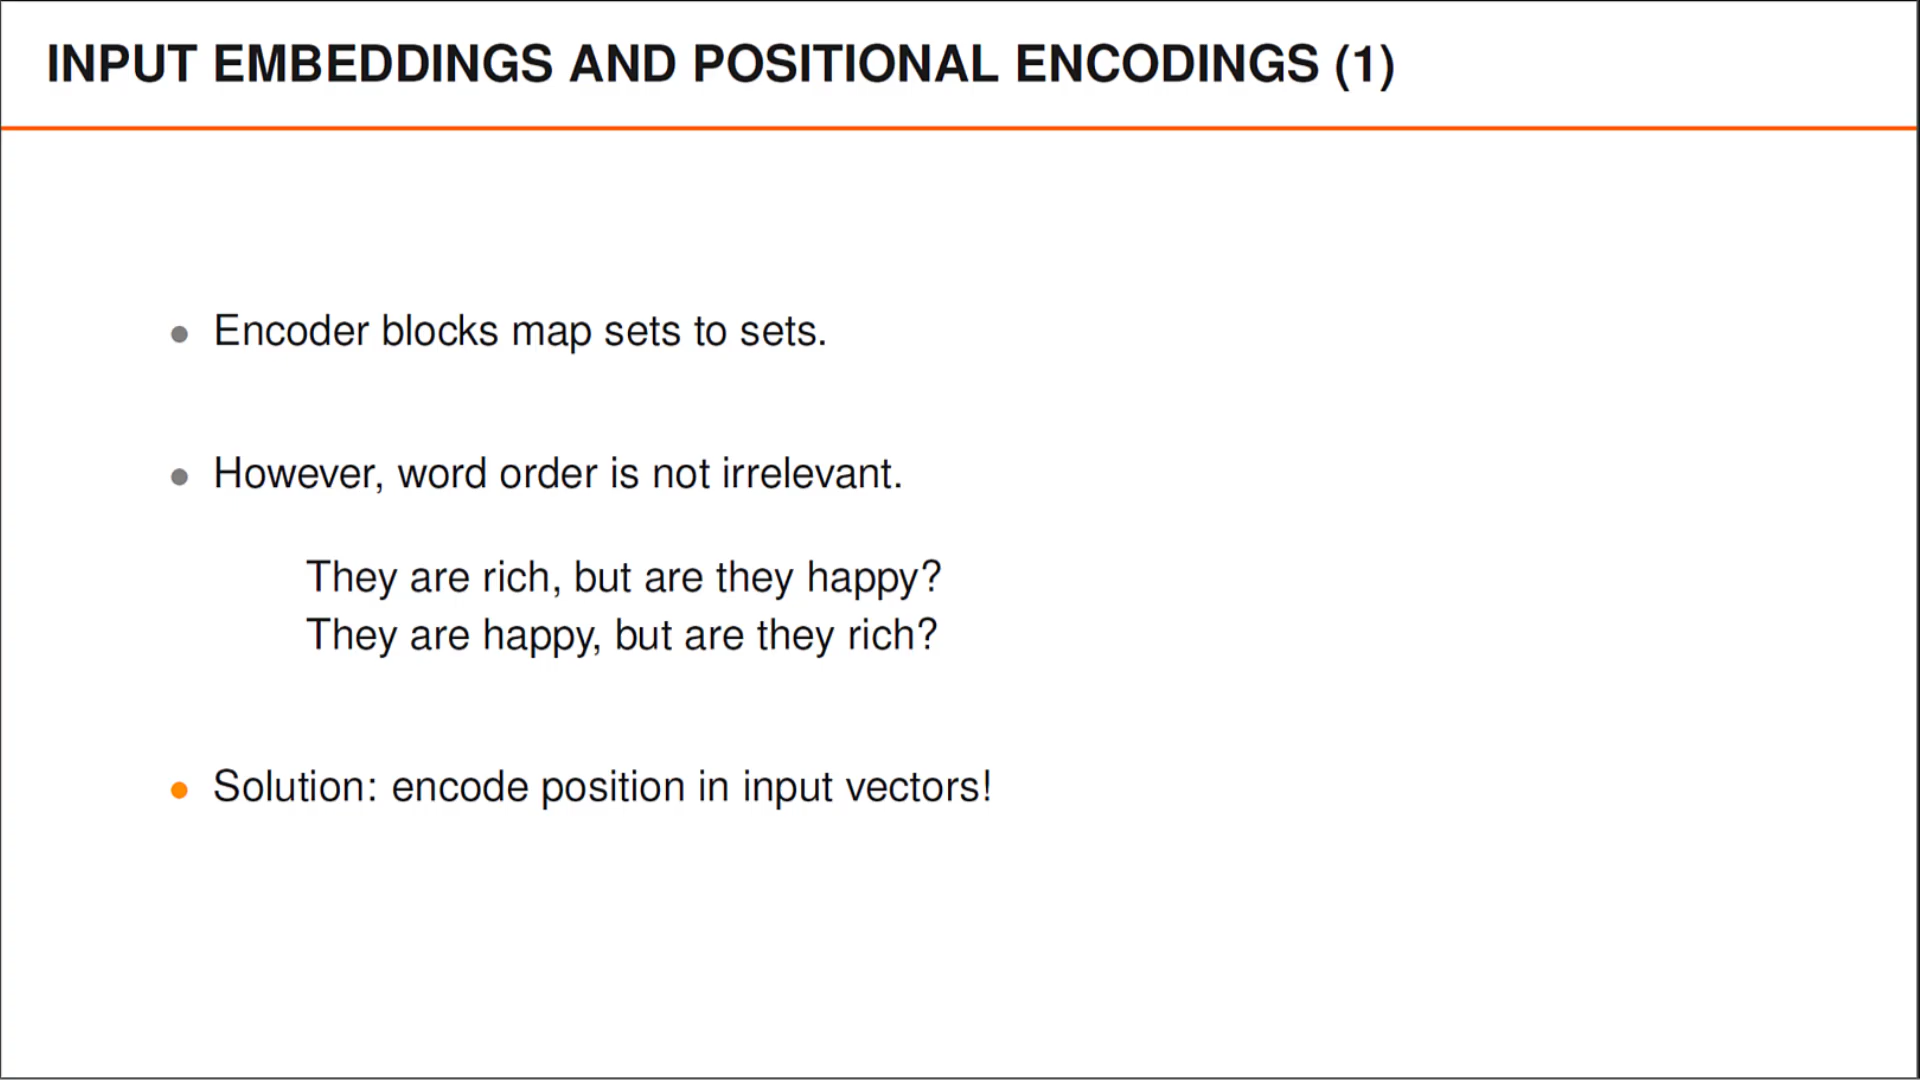 INPUT EMBEDDINGS AND POSITIONAL ENCODINGS (1)
Encoder blocks map sets to sets.
However, word order is not irrelevant.
They are rich, but are they happy?
They are happy, but are they rich?
Solution: encode position in input vectors!